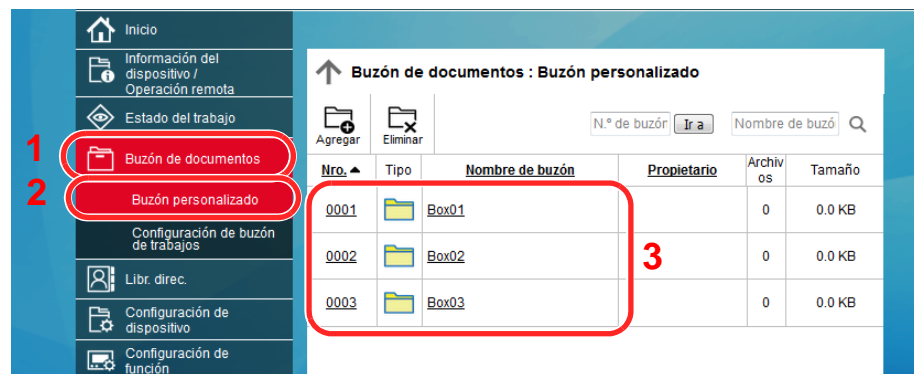 Inicio
Información del
dispositivo /
Operación remota
Estado del trabajo
1
Buzón de documentos
2
Buzón personalizado
Configuración de buzón
de trabajos
Libr. direc.
Configuración de
dispositivo
Configuración de
función
Buzón de documentos : Buzón personalizado
Agregar
Eliminar
N.º de buzón
Ir a
Nombre de buzó
Nro. Tipo Nombre de buzón Propietario Archiv
os Tamaño
0001 Box01 0 0.0 KB
0002 Box02 0 0.0 KB
3
0003 Box03 0 0.0 KB